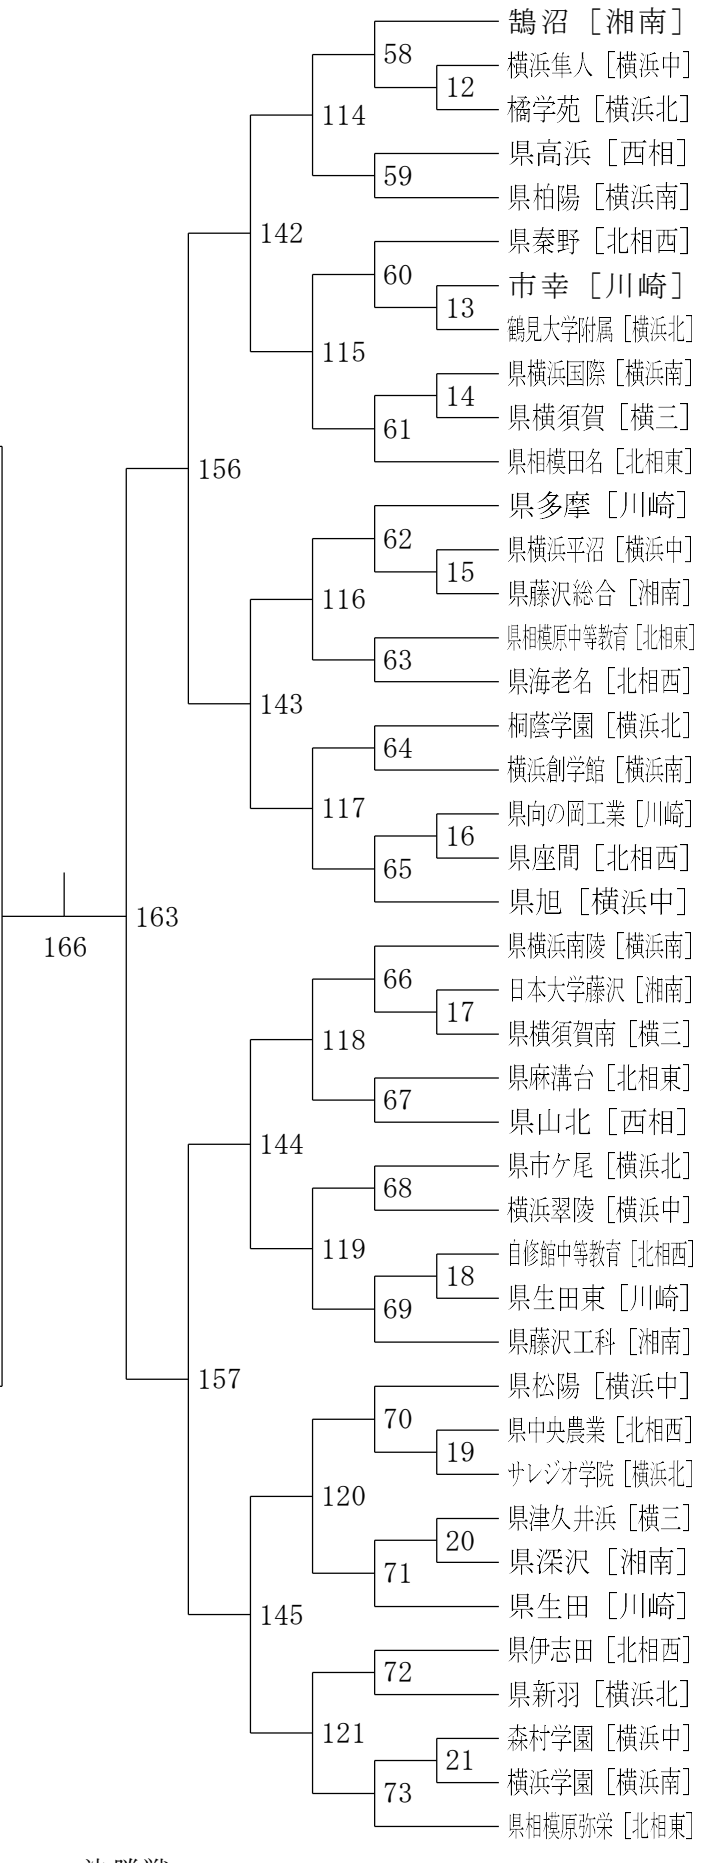 鵠沼 [湘南]
58
横浜隼人 [横浜中]
12
橘学苑 [横浜北]
114
県高浜 [西相]
59
県柏陽 [横浜南]
142
県秦野 [北相西]
60
市幸 [川崎]
13
鶴見大学附属 [横浜北]
115
県横浜国際 [横浜南]
14
県横須賀 [横三]
61
県相模田名 [北相東]
156
県多摩 [川崎]
62
県横浜平沼 [横浜中]
15
県藤沢総合 [湘南]
116
県相模原中等教育 [北相東]
63
県海老名 [北相西]
143
桐蔭学園 [横浜北]
64
横浜創学館 [横浜南]
117
県向の岡工業 [川崎]
16
県座間 [北相西]
65
県旭 [横浜中]
163
166
県横浜南陵 [横浜南]
66
日本大学藤沢 [湘南]
17
県横須賀南 [横三]
118
県麻溝台 [北相東]
67
県山北 [西相]
144
県市ケ尾 [横浜北]
68
横浜翠陵 [横浜中]
119
自修館中等教育 [北相西]
18
県生田東 [川崎]
69
県藤沢工科 [湘南]
157
県松陽 [横浜中]
70
県中央農業 [北相西]
19
サレジオ学院 [横浜北]
120
県津久井浜 [横三]
20
県深沢 [湘南]
71
県生田 [川崎]
145
県伊志田 [北相西]
72
県新羽 [横浜北]
121
森村学園 [横浜中]
21
横浜学園 [横浜南]
73
県相模原弥栄 [北相東]